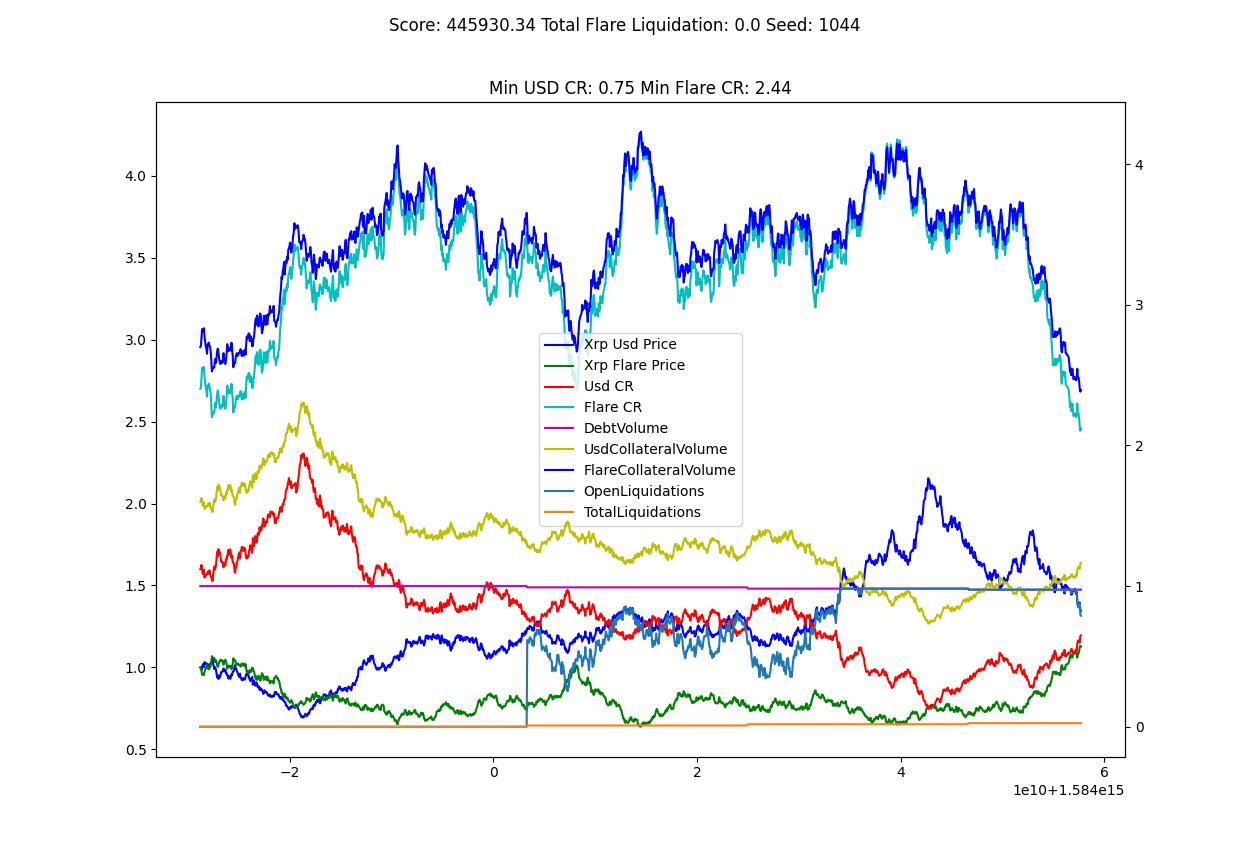 Score: 445930.34 Total Flare Liquidation: 0.0 Seed: 1044
Min USD CR: 0.75 Min Flare CR: 2.44
4.0
3.5
3.0
2.5
2.0
1.5
1.0
0.5
4
3
2
1
0
Xrp Usd Price
Xrp Flare Price
Usd CR
Flare CR
DebtVolume
UsdCollateralVolume
FlareCollateralVolume
OpenLiquidations
TotalLiquidations
−2 0 2 4 6
1e10+1.584e15